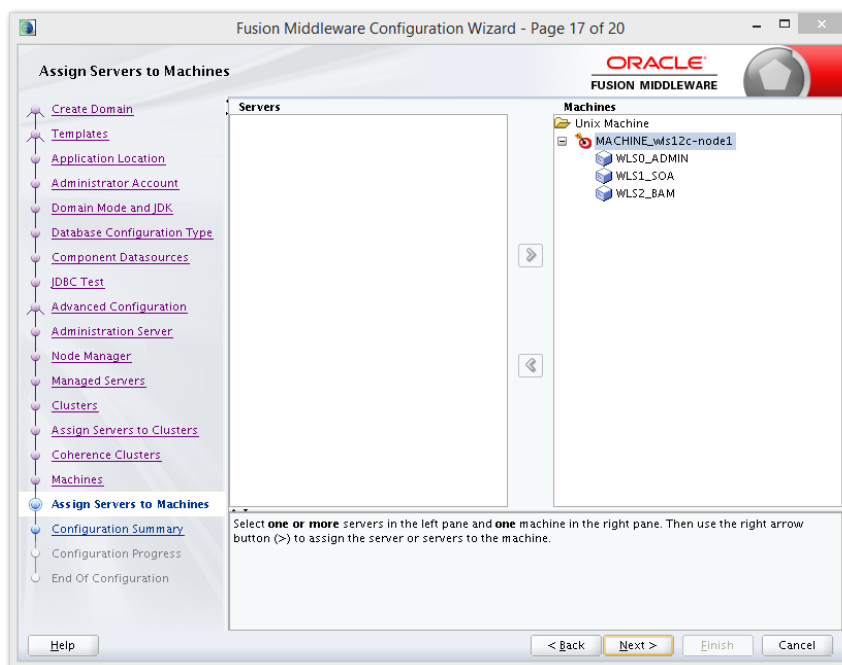 Fusion Middleware Configuration Wizard - Page 17 of 20
Assign Servers to Machines
ORACLE
FUSION MIDDLEWARE
Create Domain
Templates
Application Location
Administrator Account
Domain Mode and JDK
Database Configuration Type
Component Datasources
JDBC Test
Advanced Configuration
Administration Server
Node Manager
Managed Servers
Clusters
Assign Servers to Clusters
Coherence Clusters
Machines
Assign Servers to Machines
Configuration Summary
Configuration Progress
End Of Configuration
Servers
Machines
Unix Machine
MACHINE_wls12c-node1
WLS0_ADMIN
WLS1_SOA
WLS2_BAM
Select one or more servers in the left pane and one machine in the right pane. Then use the right arrow
button (>) to assign the server or servers to the machine.
Help
< Back
Next >
Finish
Cancel